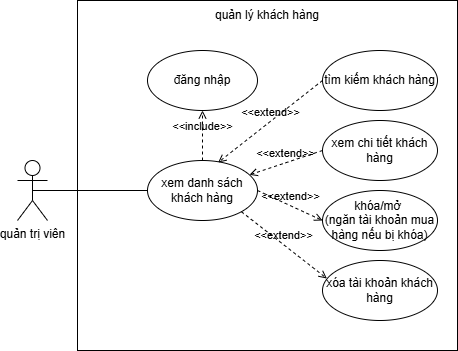 quản lý khách hàng
đăng nhập
tìm kiếm khách hàng
<<extend>>
<<include>>
xem chi tiết khách
hàng
<<extend>>
xem danh sách
khách hàng
<<extend>>
khóa/mở
(ngăn tài khoản mua
hàng nếu bị khóa)
quản trị viên
<<extend>>
xóa tài khoản khách
hàng